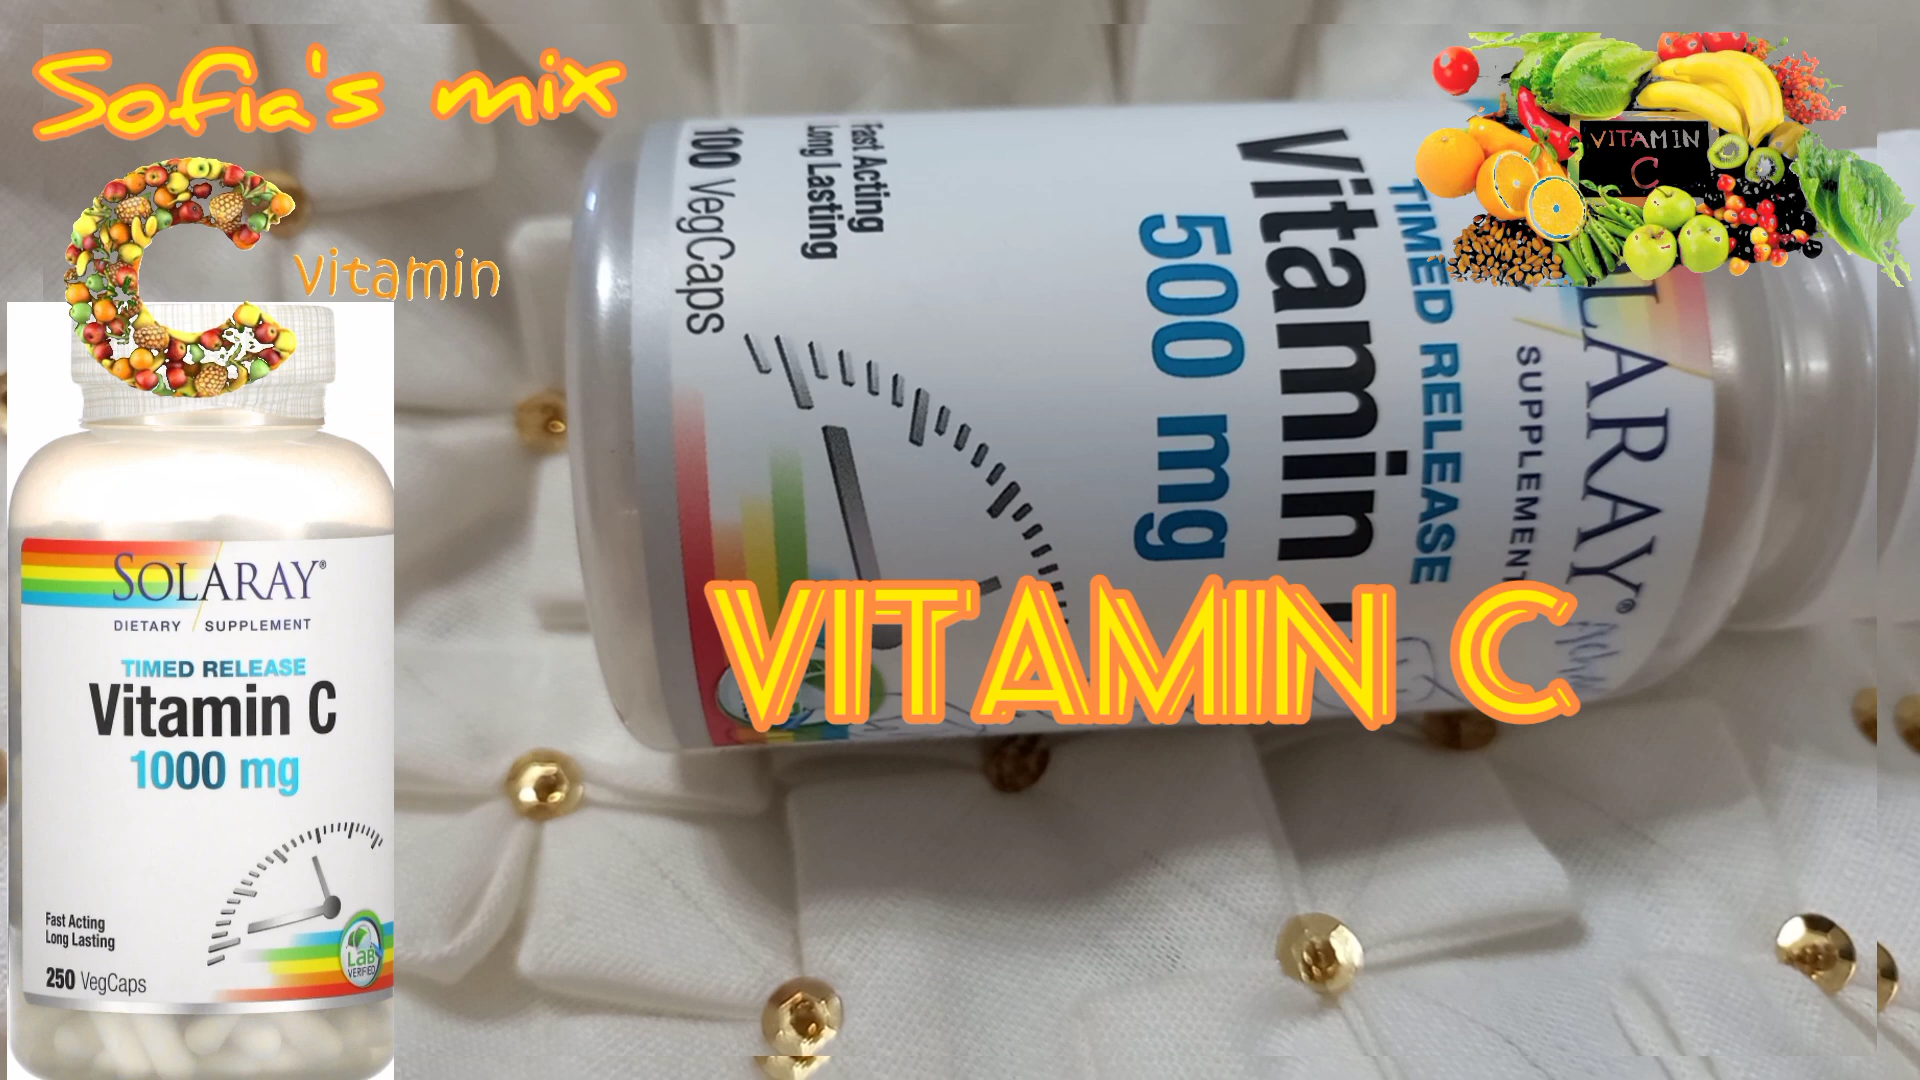 Sofia's mix
vitamin
VITAMIN
C
SOLARAY®
DIETARY SUPPLEMENT
TIMED RELEASE
Vitamin C
1000 mg
Fast Acting
Long Lasting
250 VegCaps
LaB
VERIFIED
LARAY®
SUPPLEMENT
TIMED RELEASE
Vitamin
500 mg
Fast Acting
Long Lasting
100 VegCaps
VITAMIN C